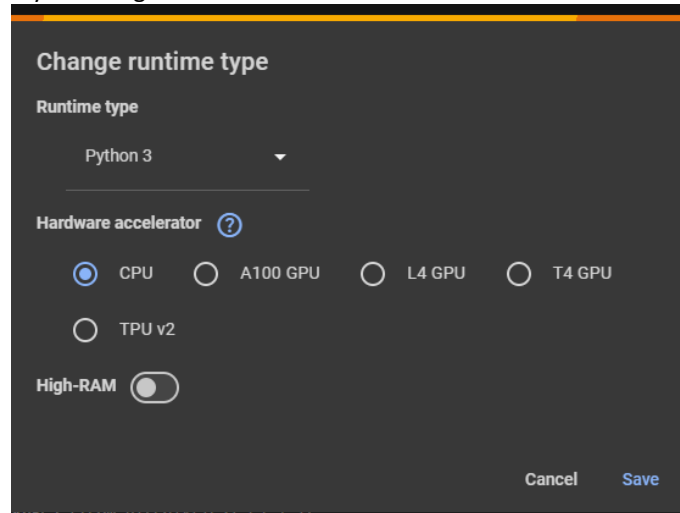 Change runtime type
Runtime type
Python 3
Hardware accelerator ?
CPU A100 GPU L4 GPU T4 GPU
TPU v2
High-RAM
Cancel Save